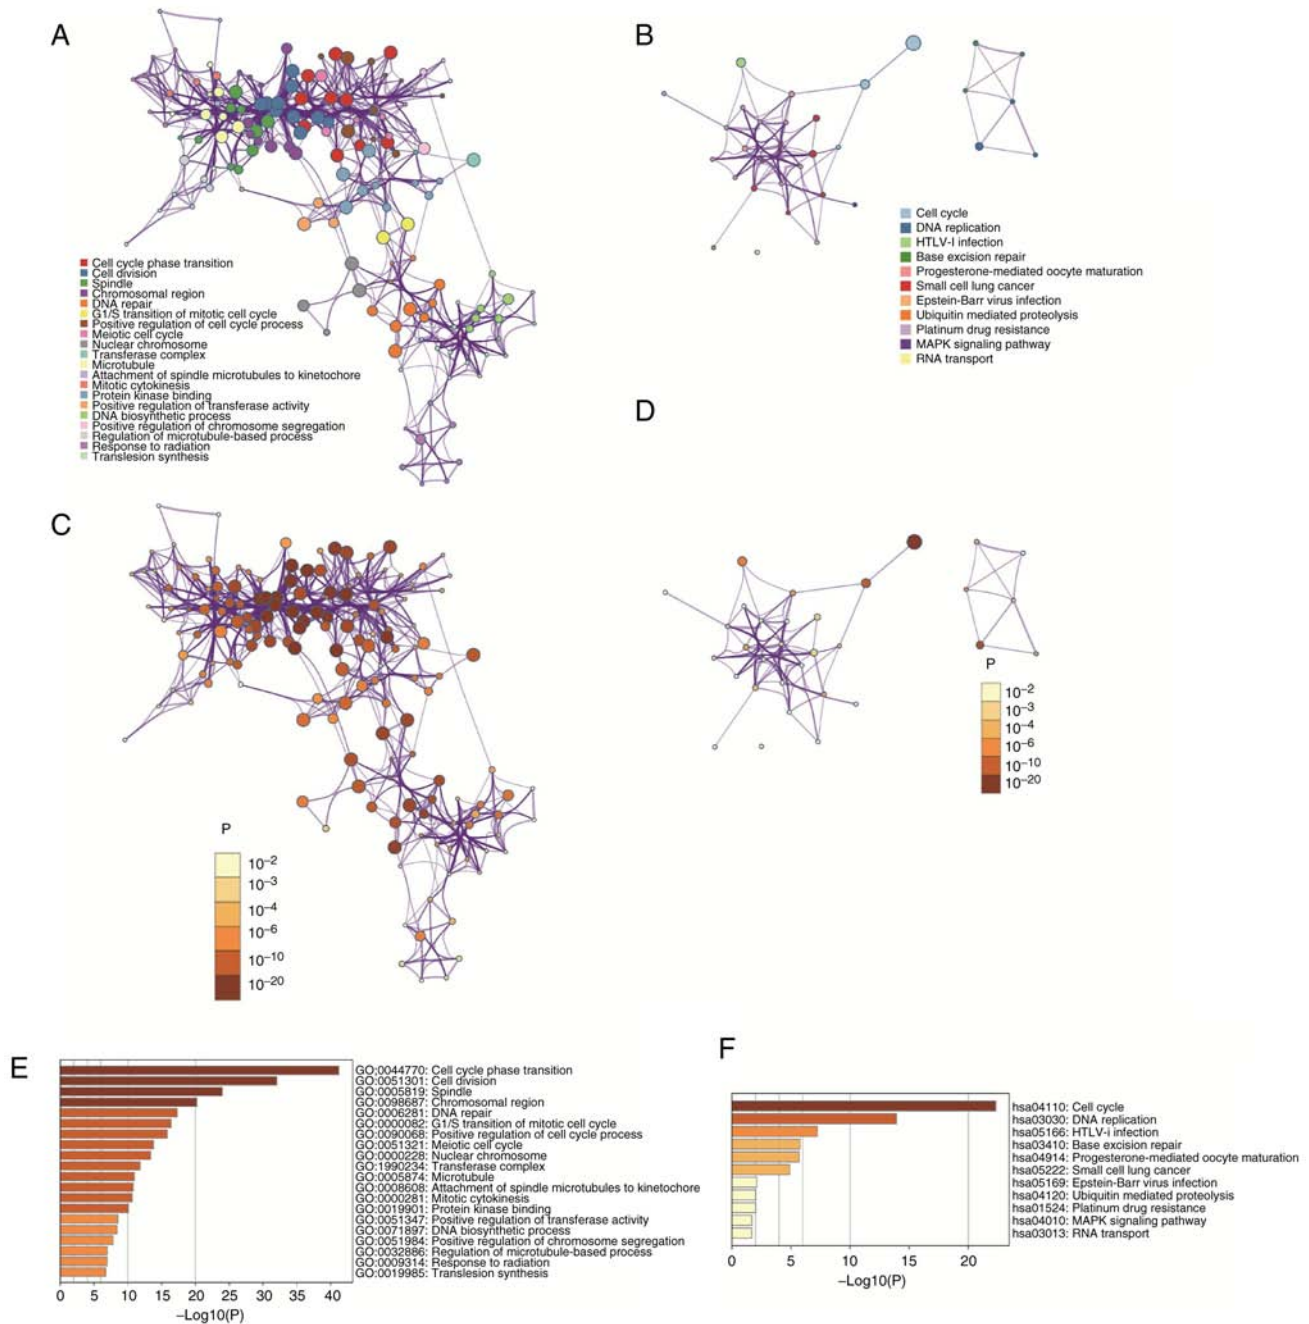 A
B
Cell cycle phase transition
Cell division
Spindle
Chromosomal region
DNA repair
G1/S transition of mitotic cell cycle
Positive regulation of cell cycle process
Meiotic cell cycle
Nuclear chromosome
Transferase complex
Microtubule
Attachment of spindle microtubules to kinetochore
Mitotic cytokinesis
Protein kinase binding
Positive regulation of transferase activity
DNA biosynthetic process
Positive regulation of chromosome segregation
Regulation of microtubule-based process
Response to radiation
Translesion synthesis
Cell cycle
DNA replication
HTLV-I infection
Base excision repair
Progesterone-mediated oocyte maturation
Small cell lung cancer
Epstein-Barr virus infection
Ubiquitin mediated proteolysis
Platinum drug resistance
MAPK signaling pathway
RNA transport
C
D
P
10⁻²
10⁻³
10⁻⁴
10⁻⁶
10⁻¹⁰
10⁻²⁰
P
10⁻²
10⁻³
10⁻⁴
10⁻⁶
10⁻¹⁰
10⁻²⁰
E
GO;0044770: Cell cycle phase transition
GO:0051301: Cell division
GO:0005819: Spindle
GO:0098687: Chromosomal region
GO:0006281: DNA repair
GO:0000082: G1/S transition of mitotic cell cycle
GO:0090068: Positive regulation of cell cycle process
GO:0051321: Meiotic cell cycle
GO:0000228: Nuclear chromosome
GO:1990234: Transferase complex
GO:0005874: Microtubule
GO:0008608: Attachment of spindle microtubules to kinetochore
GO:0000281: Mitotic cytokinesis
GO:0019901: Protein kinase binding
GO:0051347: Positive regulation of transferase activity
GO:0071897: DNA biosynthetic process
GO:0051984: Positive regulation of chromosome segregation
GO:0032886: Regulation of microtubule-based process
GO:0009314: Response to radiation
GO:0019985: Translesion synthesis
0 5 10 15 20 25 30 35 40
−Log10(P)
F
hsa04110: Cell cycle
hsa03030: DNA replication
hsa05166: HTLV-i infection
hsa03410: Base excision repair
hsa04914: Progesterone-mediated oocyte maturation
hsa05222: Small cell lung cancer
hsa05169: Epstein-Barr virus infection
hsa04120: Ubiquitin mediated proteolysis
hsa01524: Platinum drug resistance
hsa04010: MAPK signaling pathway
hsa03013: RNA transport
0 5 10 15 20
−Log10(P)